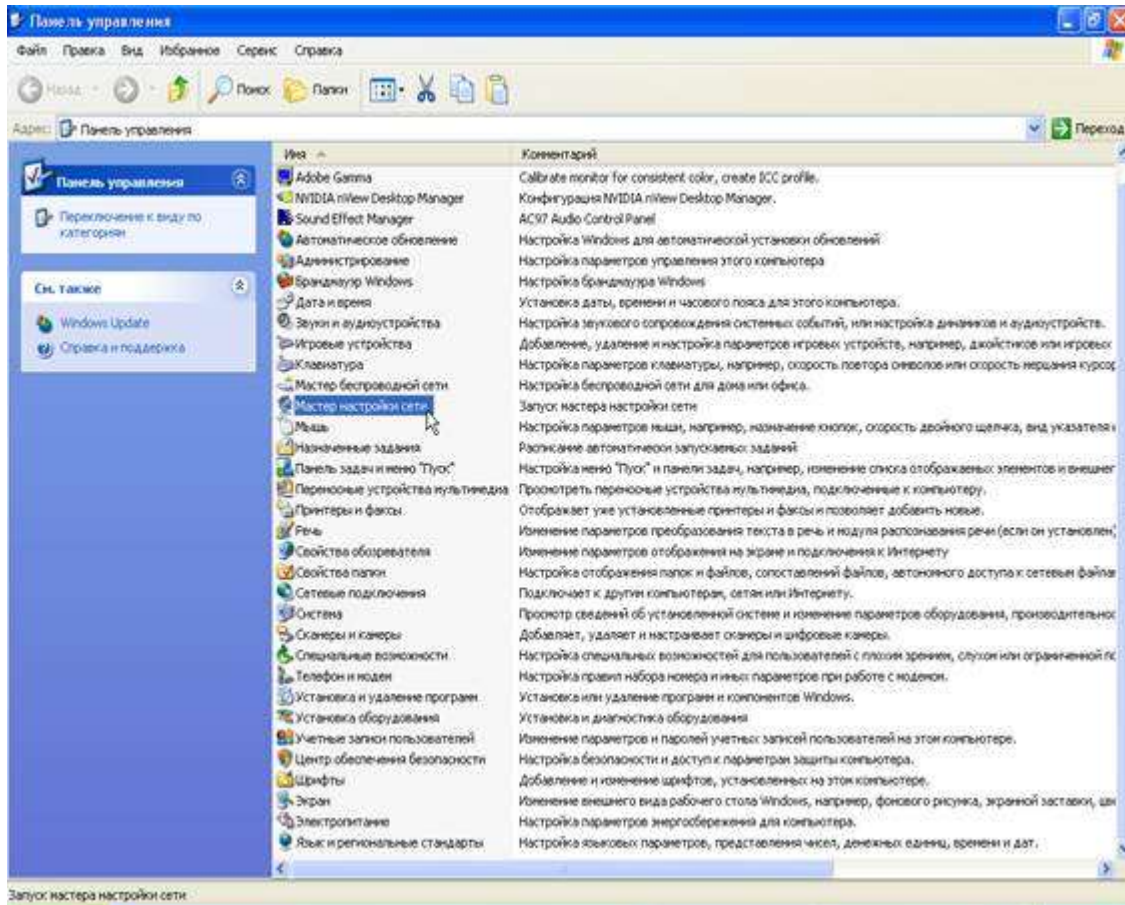 Панель управления
Файл Правка Вид Избранное Сервис Справка
Назад Поиск Папки
Адрес: Панель управления Переход
Панель управления
Переключение к виду по
категориям
См. также
Windows Update
Справка и поддержка
Имя Комментарий
Adobe Gamma Calibrate monitor for consistent color, create ICC profile.
NVIDIA nView Desktop Manager Конфигурация NVIDIA nView Desktop Manager.
Sound Effect Manager AC97 Audio Control Panel
Автоматическое обновление Настройка Windows для автоматической установки обновлений
Администрирование Настройка параметров управления этого компьютера
Брандмауэр Windows Настройка брандмауэра Windows
Дата и время Установка даты, времени и часового пояса для этого компьютера.
Звуки и аудиоустройства Настройка звукового сопровождения системных событий, или настройка динамиков и аудиоустройств.
Игровые устройства Добавление, удаление и настройка параметров игровых устройств, например, джойстиков или игровых
Клавиатура Настройка параметров клавиатуры, например, скорость повтора символов или скорость мерцания курсор
Мастер беспроводной сети Настройка беспроводной сети для дома или офиса.
Мастер настройки сети Запуск мастера настройки сети
Мышь Настройка параметров мыши, например, назначение кнопок, скорость двойного щелчка, вид указателя и
Назначенные задания Расписание автоматически запускаемых заданий
Панель задач и меню "Пуск" Настройка меню "Пуск" и панели задач, например, изменение списка отображаемых элементов и внешнег
Переносные устройства мультимедиа Просмотреть переносные устройства мультимедиа, подключенные к компьютеру.
Принтеры и факсы Отображает уже установленные принтеры и факсы и позволяет добавить новые.
Речь Изменение параметров преобразования текста в речь и модуля распознавания речи (если он установлен)
Свойства обозревателя Изменение параметров отображения на экране и подключения к Интернету
Свойства папки Настройка отображения папок и файлов, сопоставлений файлов, автономного доступа к сетевым файлам
Сетевые подключения Подключает к другим компьютерам, сетям или Интернету.
Система Просмотр сведений об установленной системе и изменение параметров оборудования, производительнос
Сканеры и камеры Добавляет, удаляет и настраивает сканеры и цифровые камеры.
Специальные возможности Настройка специальных возможностей для пользователей с плохим зрением, слухом или ограниченной по
Телефон и модем Настройка правил набора номера и иных параметров при работе с модемом.
Установка и удаление программ Установка или удаление программ и компонентов Windows.
Установка оборудования Установка и диагностика оборудования
Учетные записи пользователей Изменение параметров и паролей учетных записей пользователей на этом компьютере.
Центр обеспечения безопасности Настройка безопасности и доступ к параметрам защиты компьютера.
Шрифты Добавление и изменение шрифтов, установленных на этом компьютере.
Экран Изменение внешнего вида рабочего стола Windows, например, фонового рисунка, экранной заставки, цве
Электропитание Настройка параметров энергосбережения для компьютера.
Язык и региональные стандарты Настройка языковых параметров, представления чисел, денежных единиц, времени и дат.
Запуск мастера настройки сети